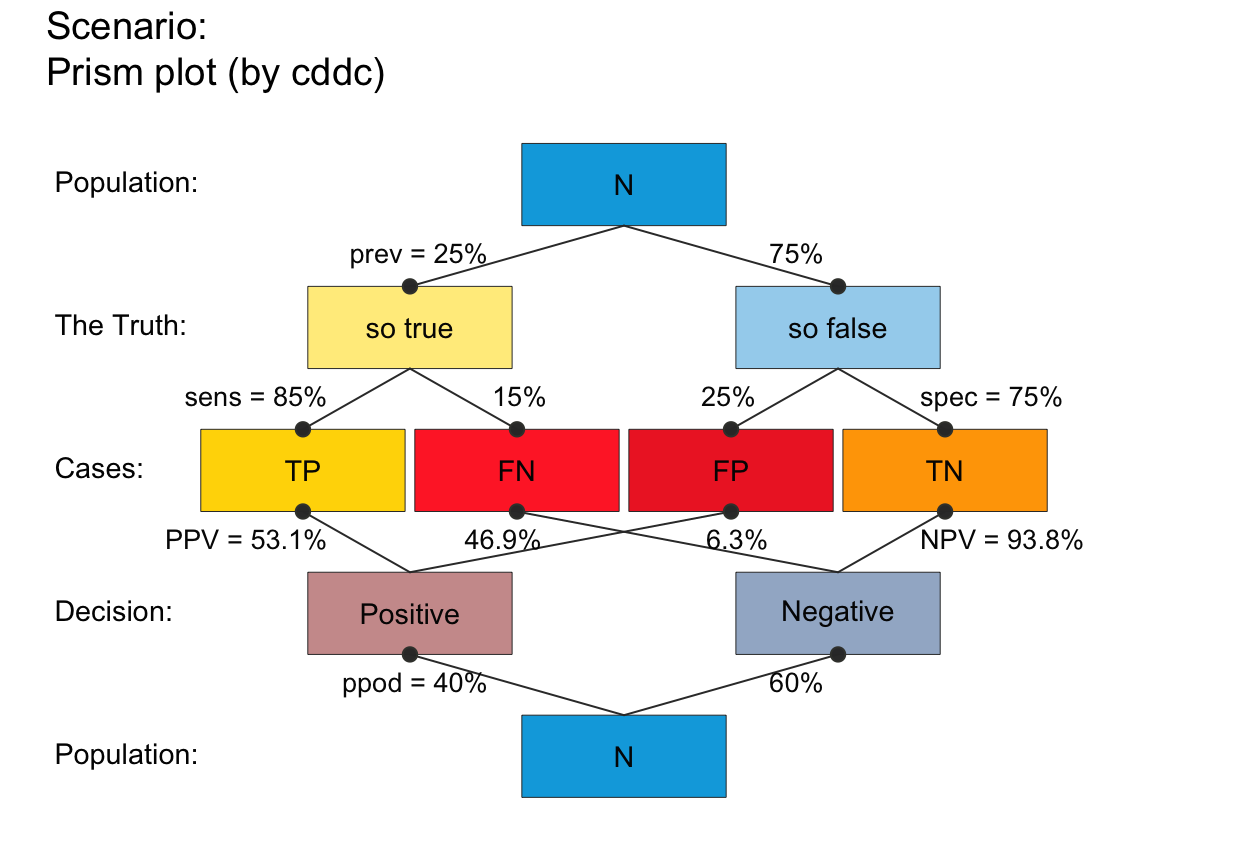 Scenario:
Prism plot (by cddc)
Population:
N
prev = 25%
75%
The Truth:
so true
so false
sens = 85%
15%
25%
spec = 75%
Cases:
TP
FN
FP
TN
PPV = 53.1%
46.9%
6.3%
NPV = 93.8%
Decision:
Positive
Negative
ppod = 40%
60%
Population:
N